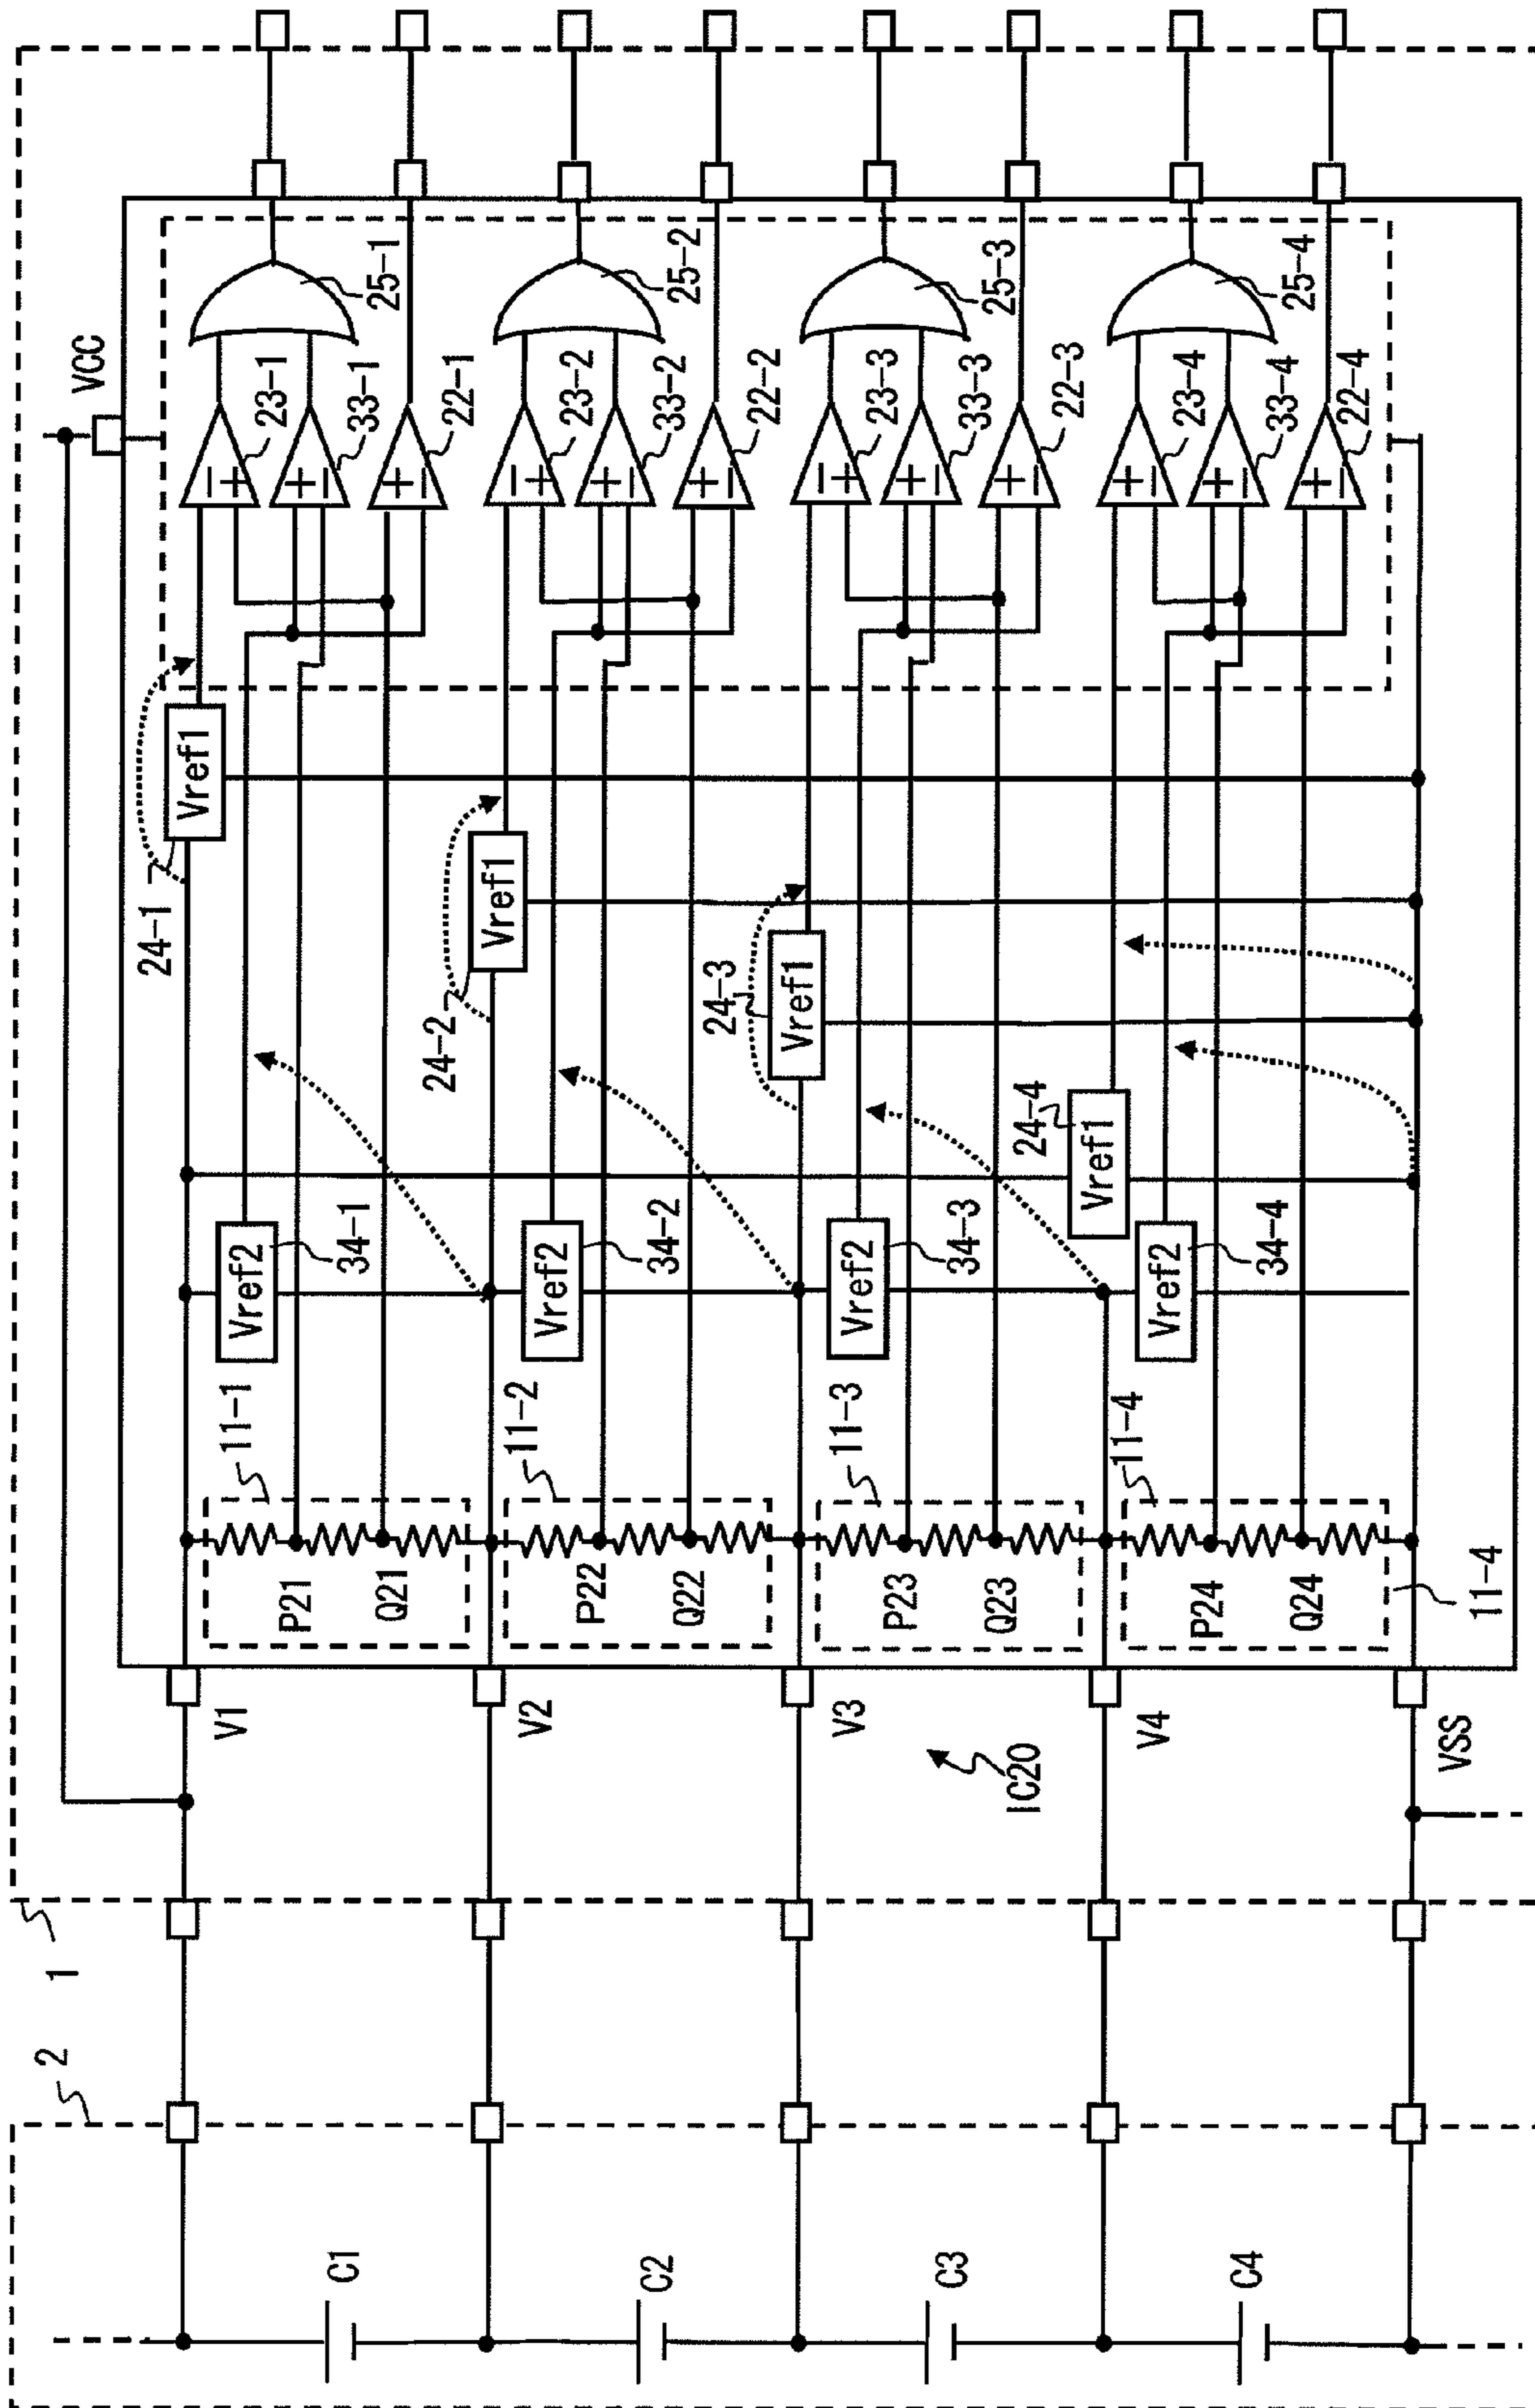 VCC
25-1
25-2
25-3
25-4
23-1
33-1
22-1
23-2
33-2
22-2
23-3
33-3
22-3
23-4
33-4
22-4
- +
+ -
+ -
- +
+ -
+ -
- +
+ -
+ -
+ -
+ -
+ -
24-1
Vref1
24-2
Vref1
24-3
Vref1
24-4
Vref1
Vref2
34-1
Vref2
34-2
Vref2
34-3
Vref2
34-4
11-1
11-2
11-3
11-4
P21
Q21
P22
Q22
P23
Q23
P24
Q24
11-4
V1
V2
V3
V4
VSS
IC20
1
2
C1
C2
C3
C4